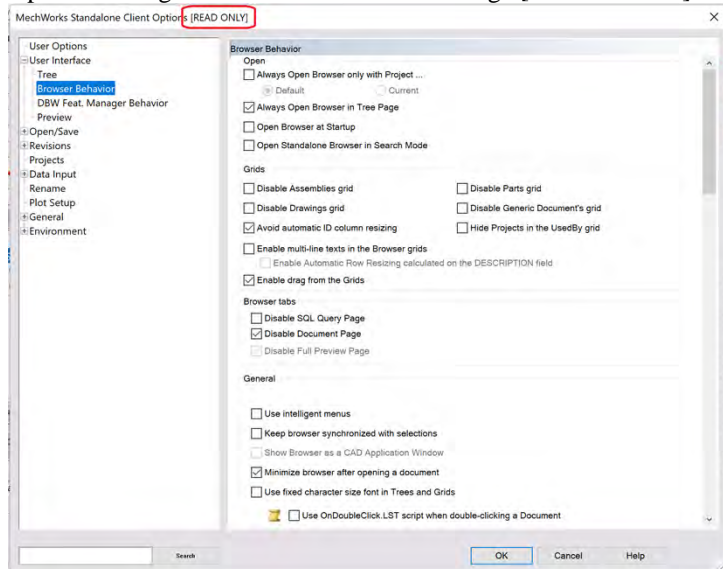 MechWorks Standalone Client Options [READ ONLY]
User Options
User Interface
Tree
Browser Behavior
DBW Feat. Manager Behavior
Preview
Open/Save
Revisions
Projects
Data Input
Rename
Plot Setup
General
Environment
Search
Browser Behavior
Open
Always Open Browser only with Project ...
Default Current
Always Open Browser in Tree Page
Open Browser at Startup
Open Standalone Browser in Search Mode
Grids
Disable Assemblies grid Disable Parts grid
Disable Drawings grid Disable Generic Document's grid
Avoid automatic ID column resizing Hide Projects in the UsedBy grid
Enable multi-line texts in the Browser grids
Enable Automatic Row Resizing calculated on the DESCRIPTION field
Enable drag from the Grids
Browser tabs
Disable SQL Query Page
Disable Document Page
Disable Full Preview Page
General
Use intelligent menus
Keep browser synchronized with selections
Show Browser as a CAD Application Window
Minimize browser after opening a document
Use fixed character size font in Trees and Grids
Use OnDoubleClick.LST script when double-clicking a Document
OK Cancel Help